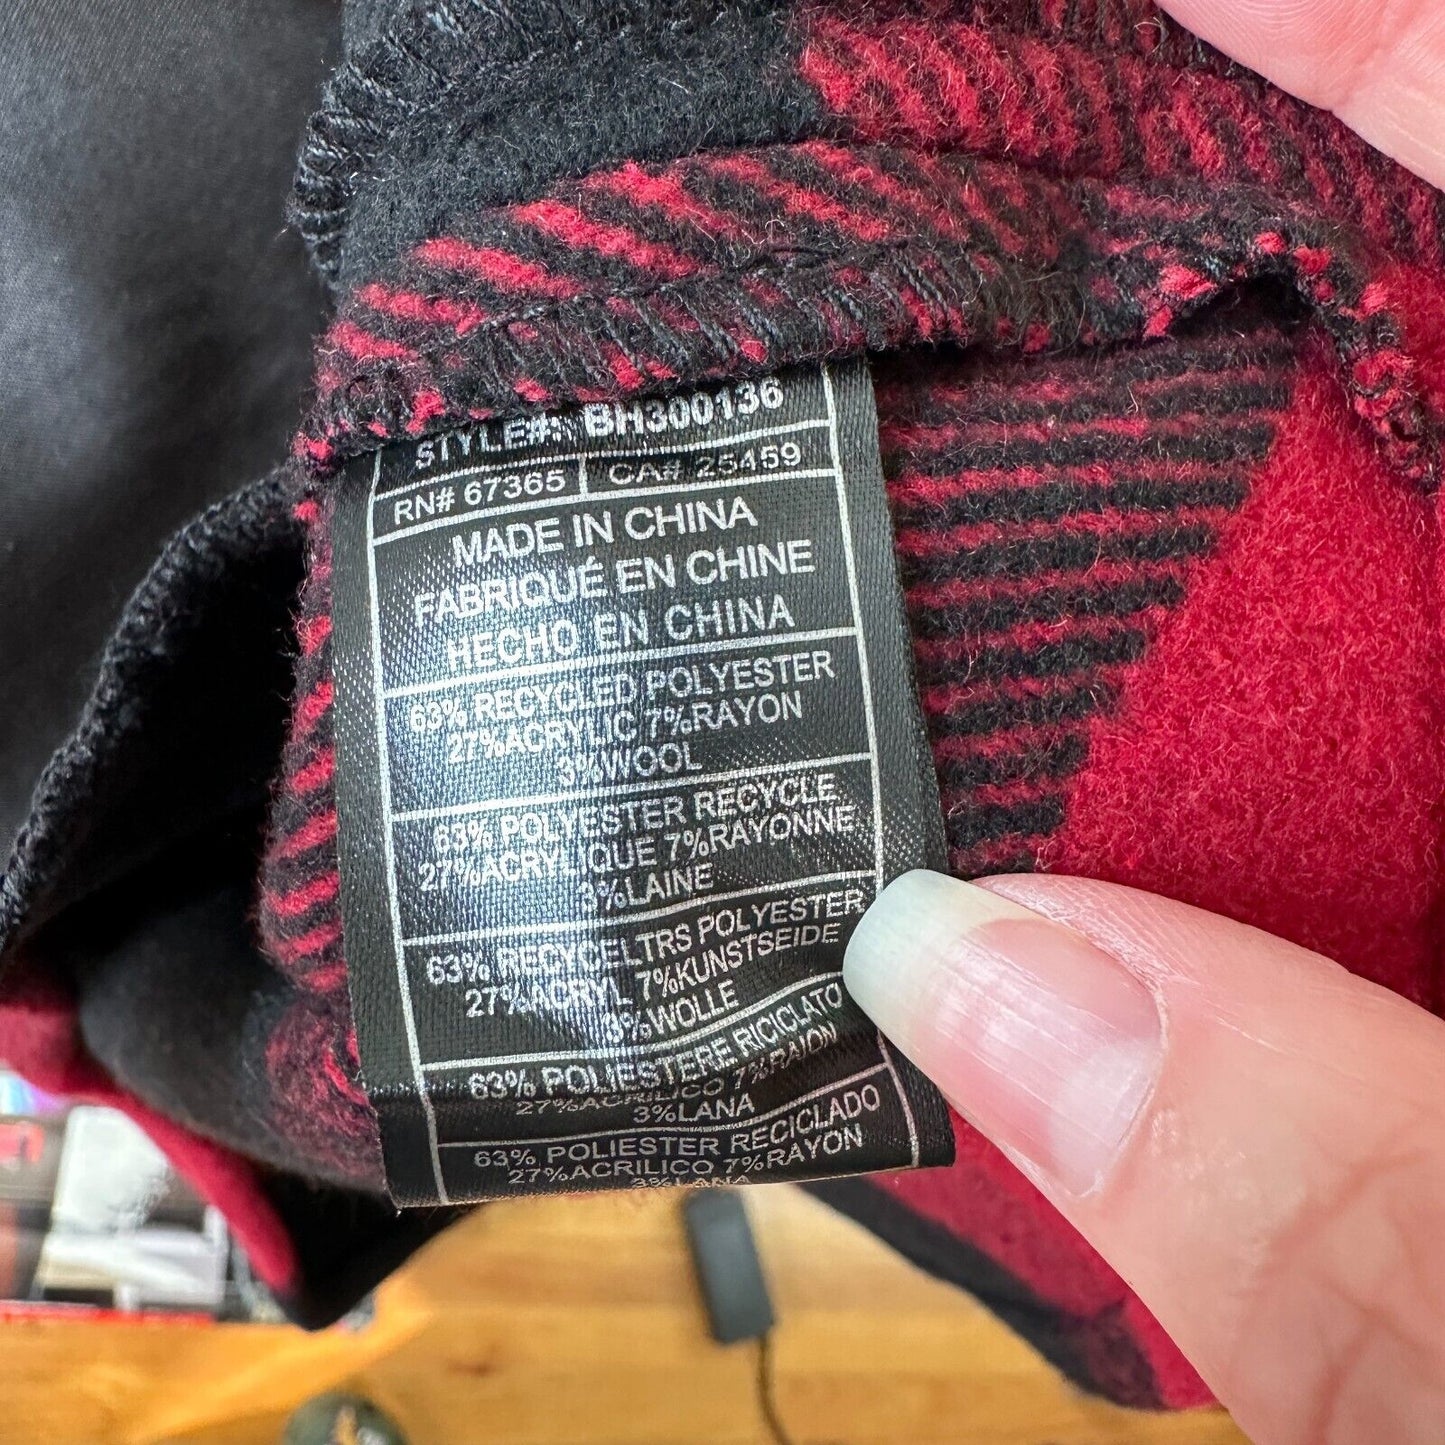 STYLE#: BH300136
RN# 67365 CA# 25459
MADE IN CHINA
FABRIQUÉ EN CHINE
HECHO EN CHINA
63% RECYCLED POLYESTER
27%ACRYLIC 7%RAYON
3%WOOL
63% POLYESTER RECYCLE
27%ACRYLIQUE 7%RAYONNE
3%LAINE
63% RECYCELTRS POLYESTER
27%ACRYL 7%KUNSTSEIDE
3%WOLLE
63% POLIESTERE RICICLATO
27%ACRILICO 7%RAION
3%LANA
63% POLIESTER RECICLADO
27%ACRILICO 7%RAYON
3%LANA